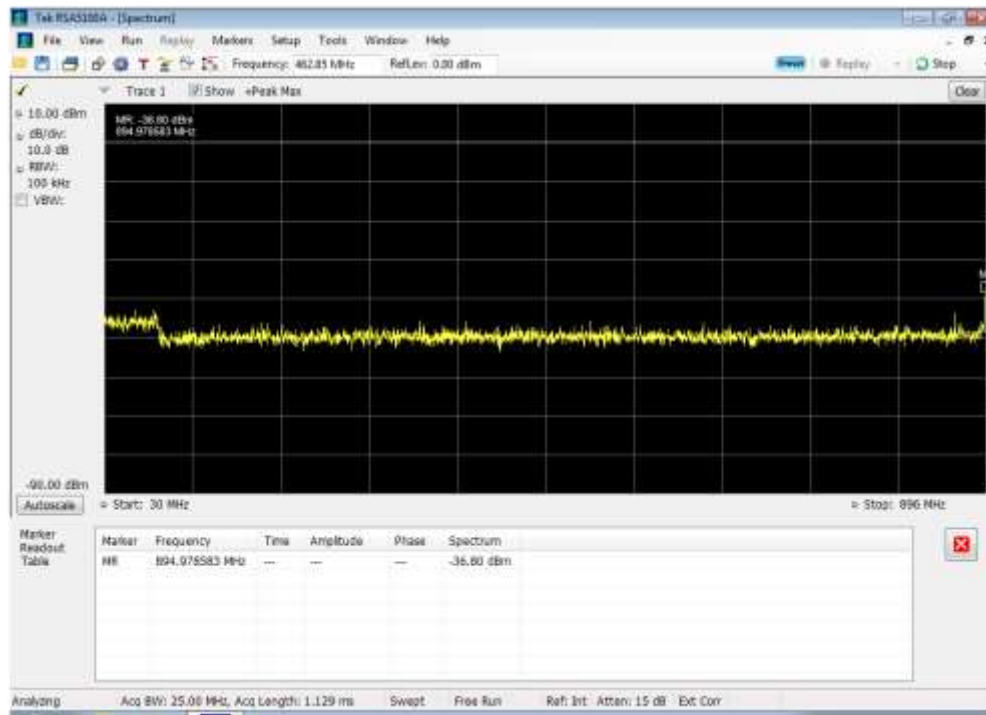 Tek RSA5100A - [Spectrum]
File View Run Replay Markers Setup Tools Window Help
Frequency: 462.85 MHz RefLev: 0.00 dBm Preset Replay Stop
Trace 1 Show +Peak Max Clear
10.00 dBm
dB/div:
10.0 dB
RBW:
100 kHz
VBW:
MR: -36.80 dBm
894.976583 MHz
-90.00 dBm
Autoscale Start: 30 MHz Stop: 896 MHz
Marker
Readout
Table
Marker Frequency Time Amplitude Phase Spectrum
MR 894.976583 MHz --- --- --- -36.80 dBm
Analyzing Acq BW: 25.00 MHz, Acq Length: 1.129 ms Swept Free Run Ref: Int Atten: 15 dB Ext Corr